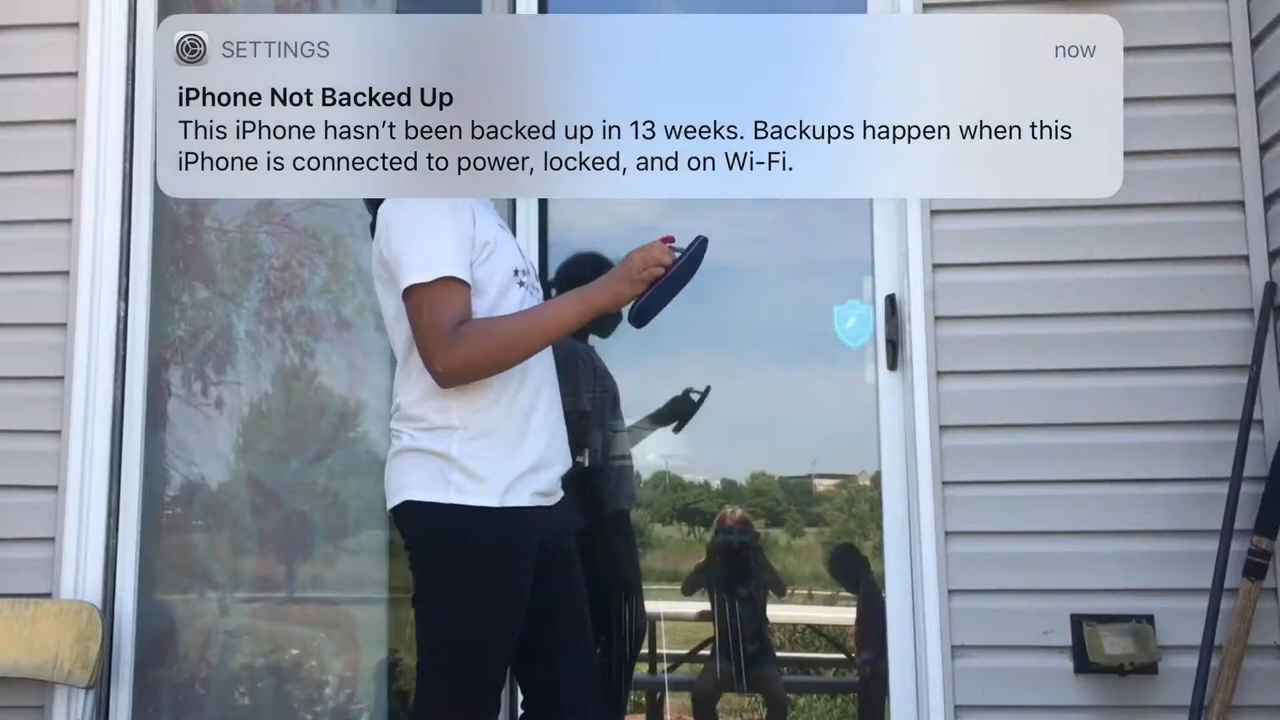 SETTINGS now
iPhone Not Backed Up
This iPhone hasn’t been backed up in 13 weeks. Backups happen when this
iPhone is connected to power, locked, and on Wi-Fi.